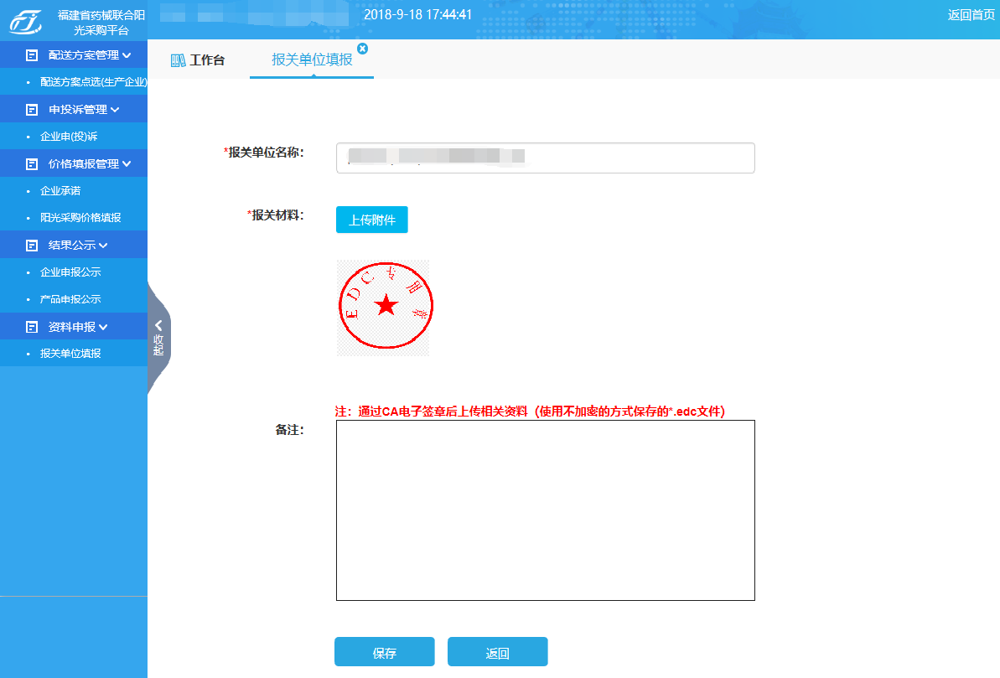 福建省药械联合阳
光采购平台
2018-9-18 17:44:41
返回首页
配送方案管理
配送方案点选(生产企业)
申投诉管理
企业申(投)诉
价格填报管理
企业承诺
阳光采购价格填报
结果公示
企业申报公示
产品申报公示
资料申报
报关单位填报
收起
工作台
报关单位填报
*报关单位名称：
*报关材料：
上传附件
EDC专用章
注：通过CA电子签章后上传相关资料（使用不加密的方式保存的*.edc文件）
备注：
保存
返回